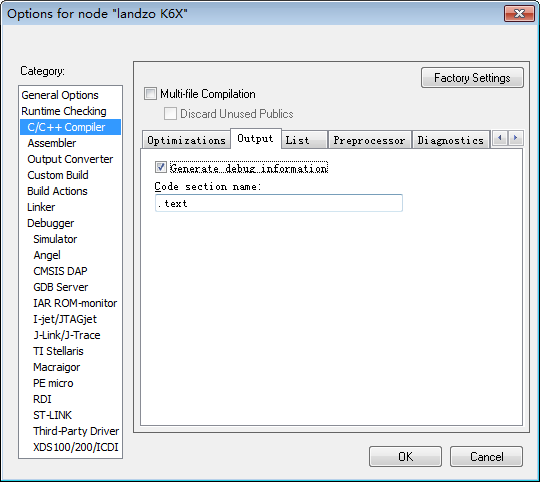 Options for node "landzo K6X"
Category:
General Options
Runtime Checking
C/C++ Compiler
Assembler
Output Converter
Custom Build
Build Actions
Linker
Debugger
Simulator
Angel
CMSIS DAP
GDB Server
IAR ROM-monitor
I-jet/JTAGjet
J-Link/J-Trace
TI Stellaris
Macraigor
PE micro
RDI
ST-LINK
Third-Party Driver
XDS100/200/ICDI
Factory Settings
Multi-file Compilation
Discard Unused Publics
Optimizations Output List Preprocessor Diagnostics
Generate debug information
Code section name:
.text
OK Cancel